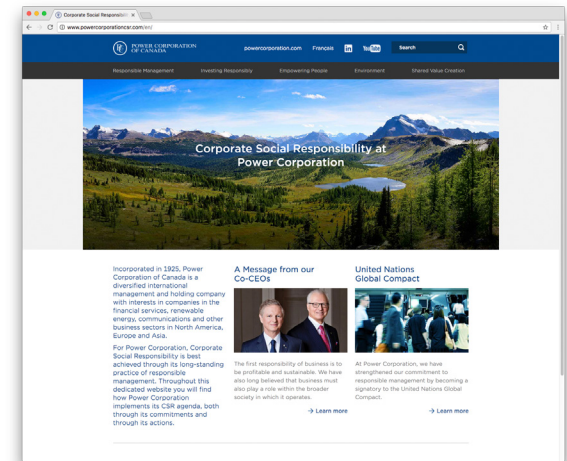 Corporate Social Responsibi
www.powercorporationcsr.com/en/
POWER CORPORATION
OF CANADA
powercorporation.com Français in YouTube Search
Responsible Management Investing Responsibly Empowering People Environment Shared Value Creation
Corporate Social Responsibility at
Power Corporation
Incorporated in 1925, Power
Corporation of Canada is a
diversified international
management and holding company
with interests in companies in the
financial services, renewable
energy, communications and other
business sectors in North America,
Europe and Asia.
For Power Corporation, Corporate
Social Responsibility is best
achieved through its long-standing
practice of responsible
management. Throughout this
dedicated website you will find
how Power Corporation
implements its CSR agenda, both
through its commitments and
through its actions.
A Message from our
Co-CEOs
The first responsibility of business is to
be profitable and sustainable. We have
also long believed that business must
also play a role within the broader
society in which it operates.
→ Learn more
United Nations
Global Compact
At Power Corporation, we have
strengthened our commitment to
responsible management by becoming a
signatory to the United Nations Global
Compact.
→ Learn more